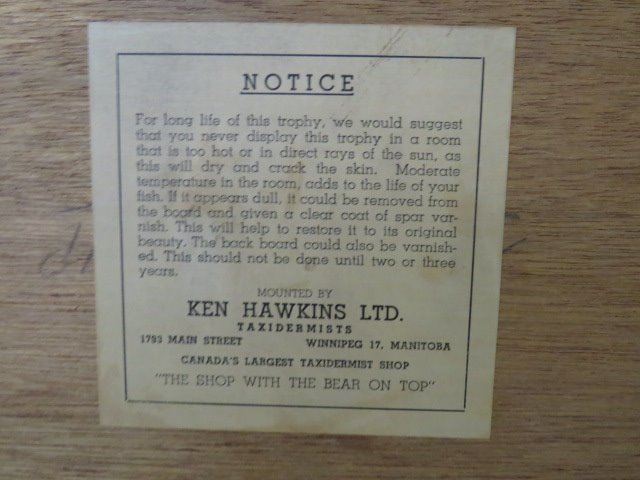 NOTICE
For long life of this trophy, we would suggest
that you never display this trophy in a room
that is too hot or in direct rays of the sun, as
this will dry and crack the skin. Moderate
temperature in the room, adds to the life of your
fish. If it appears dull, it could be removed from
the board and given a clear coat of spar var-
nish. This will help to restore it to its original
beauty. The back board could also be varnish-
ed. This should not be done until two or three
years.
MOUNTED BY
KEN HAWKINS LTD.
TAXIDERMISTS
1793 MAIN STREET WINNIPEG 17, MANITOBA
CANADA'S LARGEST TAXIDERMIST SHOP
"THE SHOP WITH THE BEAR ON TOP"